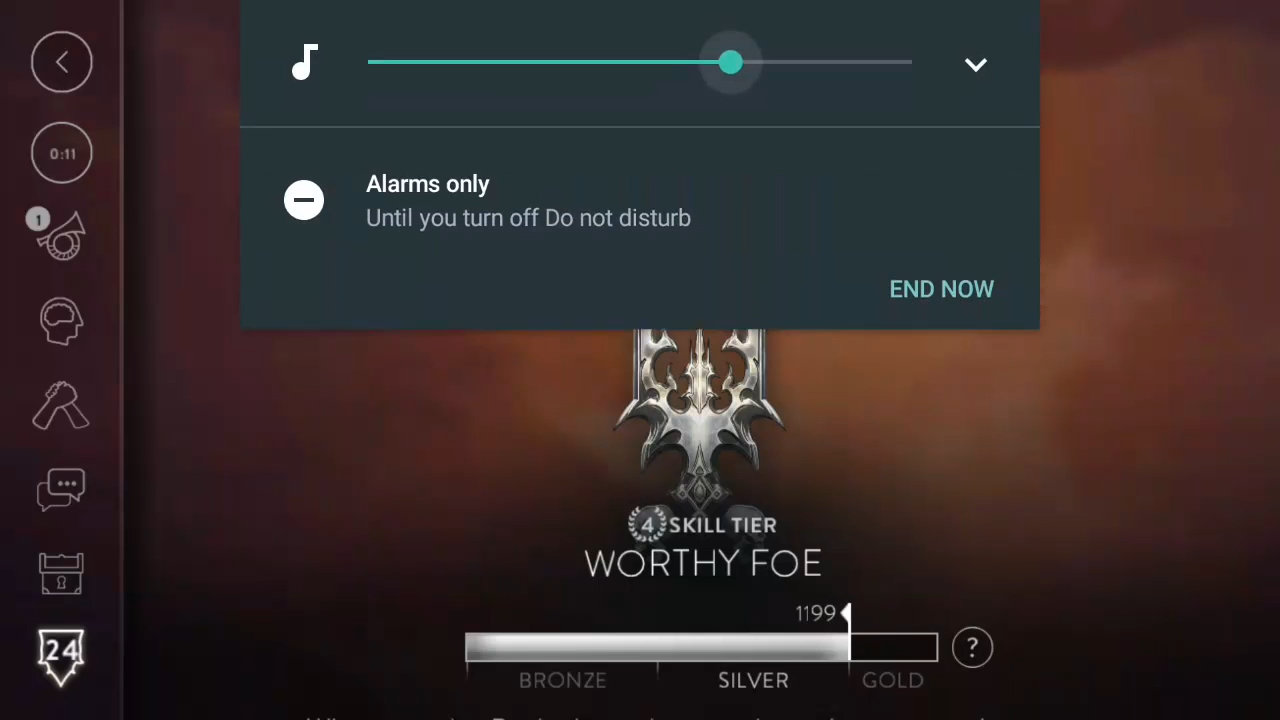 0:11
1
24
Alarms only
Until you turn off Do not disturb
END NOW
4 SKILL TIER
WORTHY FOE
1199
?
BRONZE SILVER GOLD